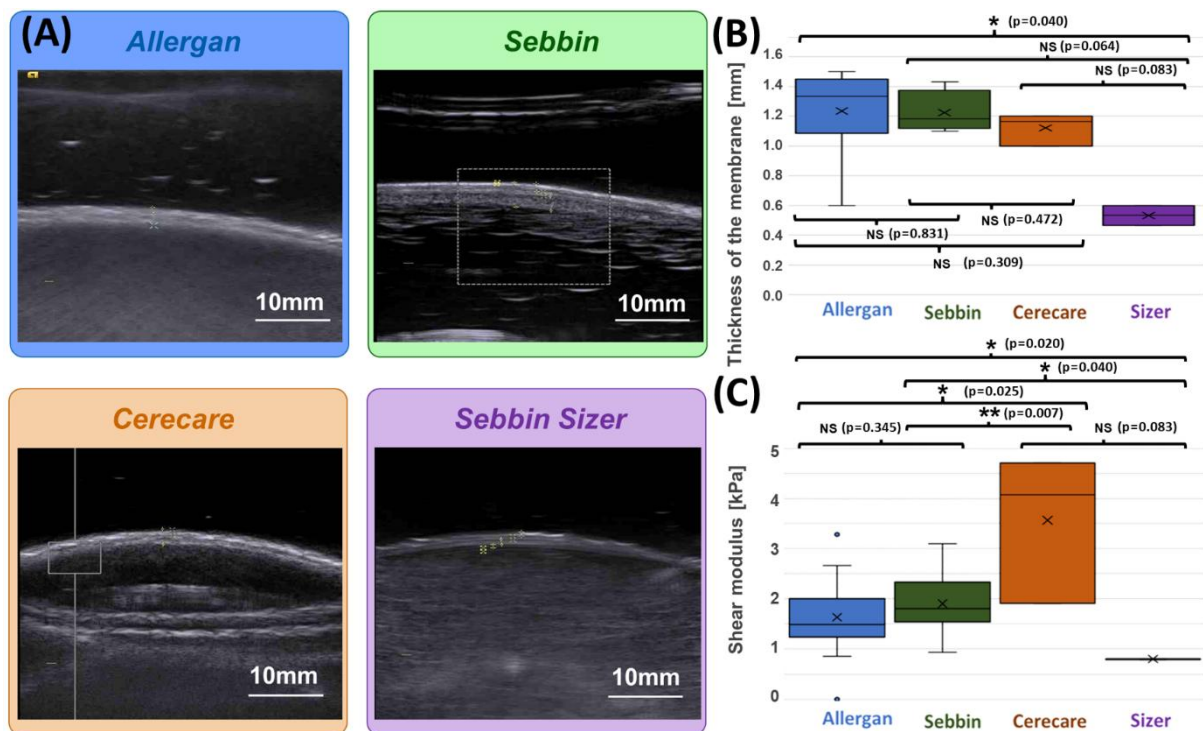 (A)
Allergan
10mm
Sebbin
10mm
Cerecare
10mm
Sebbin Sizer
10mm
(B)
* (p=0.040)
NS (p=0.064)
NS (p=0.083)
Thickness of the membrane [mm]
1.6
1.4
1.2
1.0
0.8
0.6
0.4
0.2
0.0
NS (p=0.472)
NS (p=0.831)
NS (p=0.309)
Allergan
Sebbin
Cerecare
Sizer
(C)
* (p=0.020)
* (p=0.040)
* (p=0.025)
** (p=0.007)
NS (p=0.345)
NS (p=0.083)
Shear modulus [kPa]
5
4
3
2
1
0
Allergan
Sebbin
Cerecare
Sizer